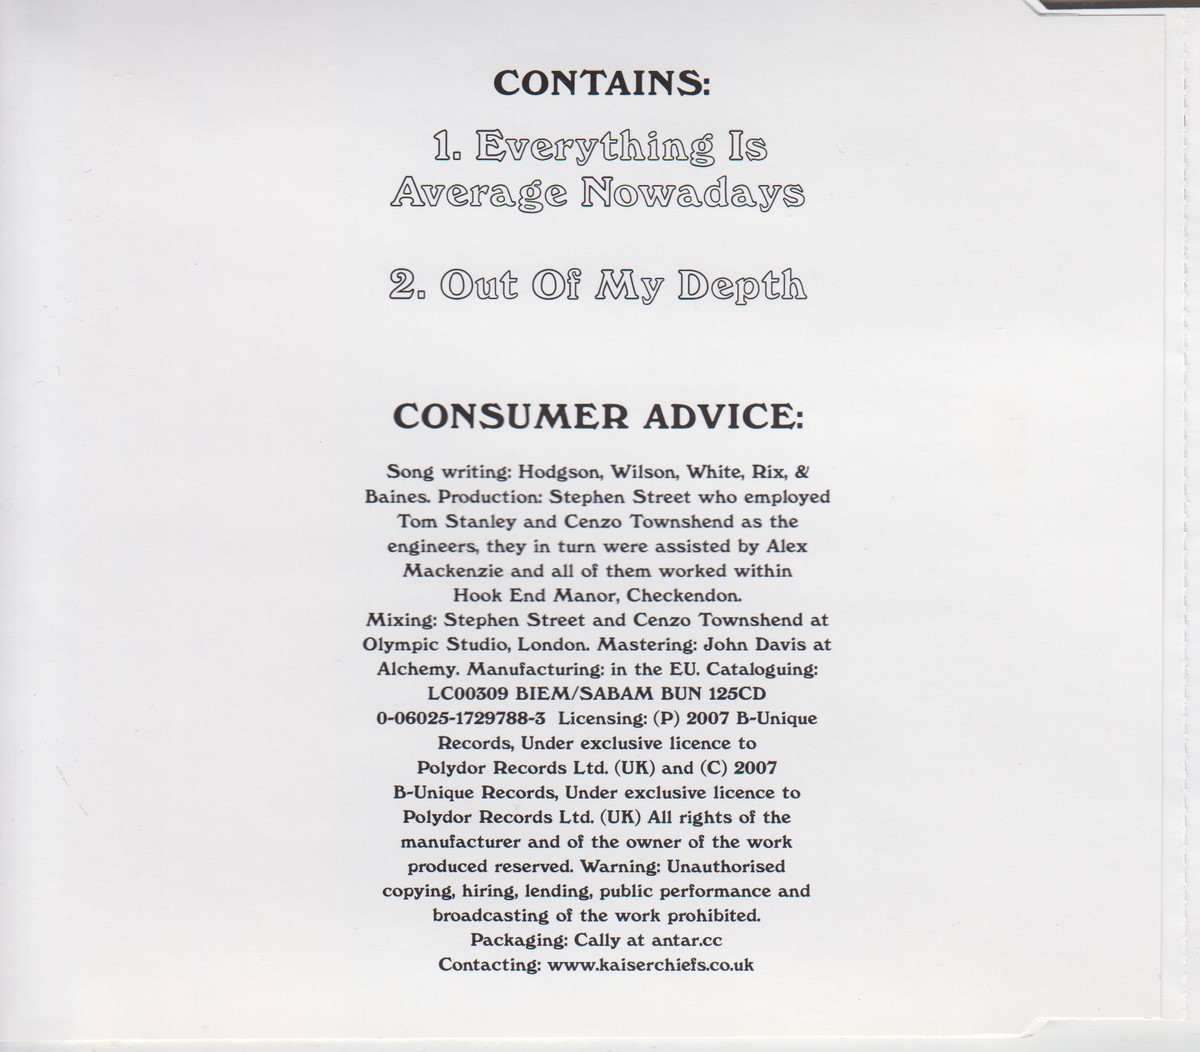 CONTAINS:
1. Everything Is
Average Nowadays
2. Out Of My Depth
CONSUMER ADVICE:
Song writing: Hodgson, Wilson, White, Rix, &
Baines. Production: Stephen Street who employed
Tom Stanley and Cenzo Townshend as the
engineers, they in turn were assisted by Alex
Mackenzie and all of them worked within
Hook End Manor, Checkendon.
Mixing: Stephen Street and Cenzo Townshend at
Olympic Studio, London. Mastering: John Davis at
Alchemy. Manufacturing: in the EU. Cataloguing:
LC00309 BIEM/SABAM BUN 125CD
0-06025-1729788-3 Licensing: (P) 2007 B-Unique
Records, Under exclusive licence to
Polydor Records Ltd. (UK) and (C) 2007
B-Unique Records, Under exclusive licence to
Polydor Records Ltd. (UK) All rights of the
manufacturer and of the owner of the work
produced reserved. Warning: Unauthorised
copying, hiring, lending, public performance and
broadcasting of the work prohibited.
Packaging: Cally at antar.cc
Contacting: www.kaiserchiefs.co.uk